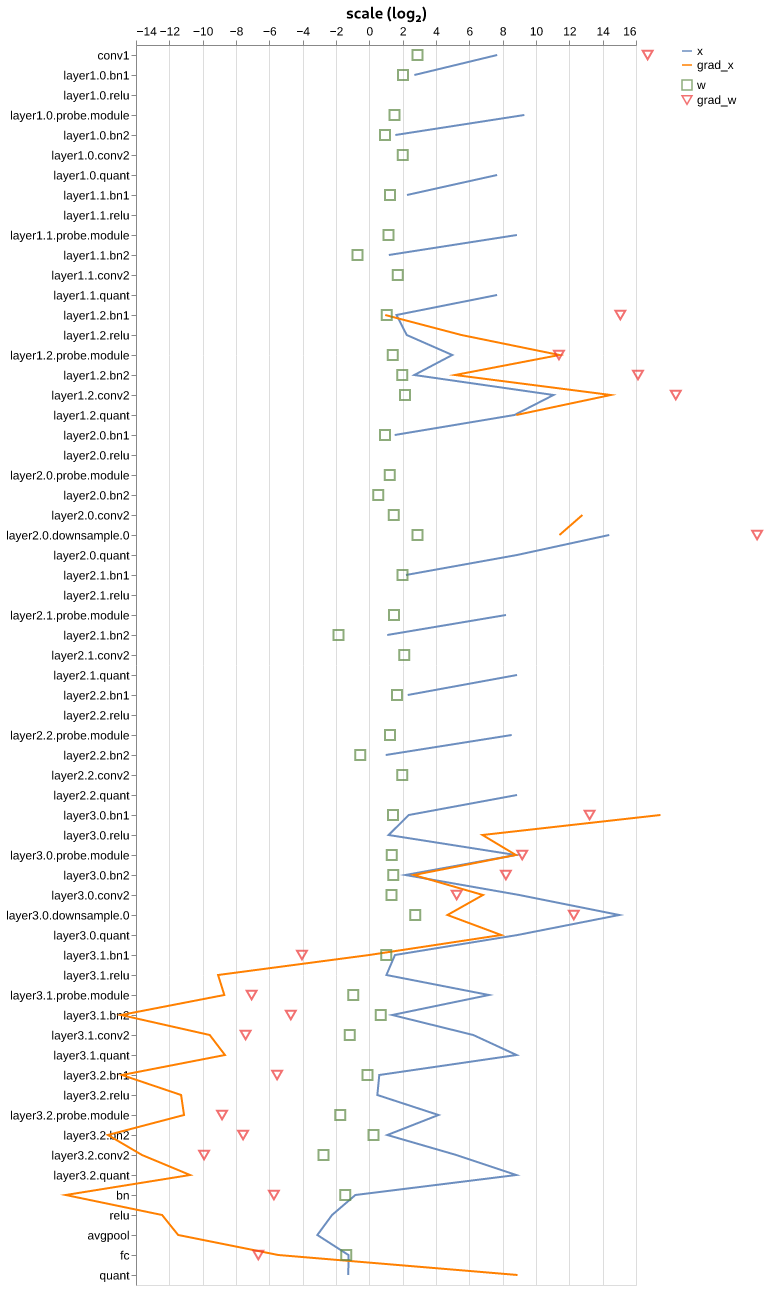 scale (log₂)
−14 −12 −10 −8 −6 −4 −2 0 2 4 6 8 10 12 14 16
x
grad_x
w
grad_w
conv1
layer1.0.bn1
layer1.0.relu
layer1.0.probe.module
layer1.0.bn2
layer1.0.conv2
layer1.0.quant
layer1.1.bn1
layer1.1.relu
layer1.1.probe.module
layer1.1.bn2
layer1.1.conv2
layer1.1.quant
layer1.2.bn1
layer1.2.relu
layer1.2.probe.module
layer1.2.bn2
layer1.2.conv2
layer1.2.quant
layer2.0.bn1
layer2.0.relu
layer2.0.probe.module
layer2.0.bn2
layer2.0.conv2
layer2.0.downsample.0
layer2.0.quant
layer2.1.bn1
layer2.1.relu
layer2.1.probe.module
layer2.1.bn2
layer2.1.conv2
layer2.1.quant
layer2.2.bn1
layer2.2.relu
layer2.2.probe.module
layer2.2.bn2
layer2.2.conv2
layer2.2.quant
layer3.0.bn1
layer3.0.relu
layer3.0.probe.module
layer3.0.bn2
layer3.0.conv2
layer3.0.downsample.0
layer3.0.quant
layer3.1.bn1
layer3.1.relu
layer3.1.probe.module
layer3.1.bn2
layer3.1.conv2
layer3.1.quant
layer3.2.bn1
layer3.2.relu
layer3.2.probe.module
layer3.2.bn2
layer3.2.conv2
layer3.2.quant
bn
relu
avgpool
fc
quant